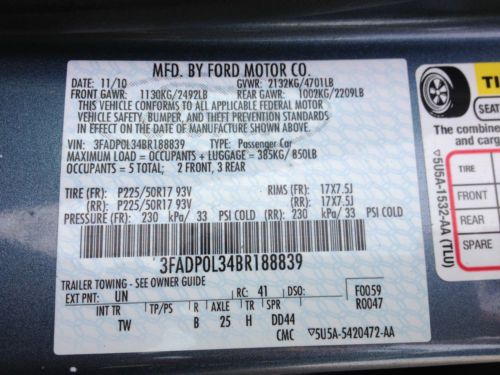 MFD. BY FORD MOTOR CO.
DATE: 11/10 GVWR: 2132KG/4701LB
FRONT GAWR: 1130KG/2492LB REAR GAWR: 1002KG/2209LB
THIS VEHICLE CONFORMS TO ALL APPLICABLE FEDERAL MOTOR
VEHICLE SAFETY, BUMPER, AND THEFT PREVENTION STANDARDS
IN EFFECT ON THE DATE OF MANUFACTURE SHOWN ABOVE.
VIN: 3FADP0L34BR188839 TYPE: Passenger Car
MAXIMUM LOAD = OCCUPANTS + LUGGAGE = 385KG/ 850LB
OCCUPANTS = 5 TOTAL; 2 FRONT, 3 REAR
TIRE (FR): P225/50R17 93V RIMS (FR): 17X7.5J
(RR): P225/50R17 93V (RR): 17X7.5J
PRESSURE (FR): 230 kPa/ 33 PSI COLD (RR): 230 kPa/ 33 PSI COLD
3FADP0L34BR188839
TRAILER TOWING - SEE OWNER GUIDE
EXT PNT: UN RC: 41 DSO: F0059
R0047
INT TR TP/PS R AXLE TR SPR
TW B 25 H DD44
CMC 5U5A-5420472-AA
5U5A-1532-AA (TLU)
TI
SEAT
The combine
and carg
TIRE
FRONT
REAR
SPARE